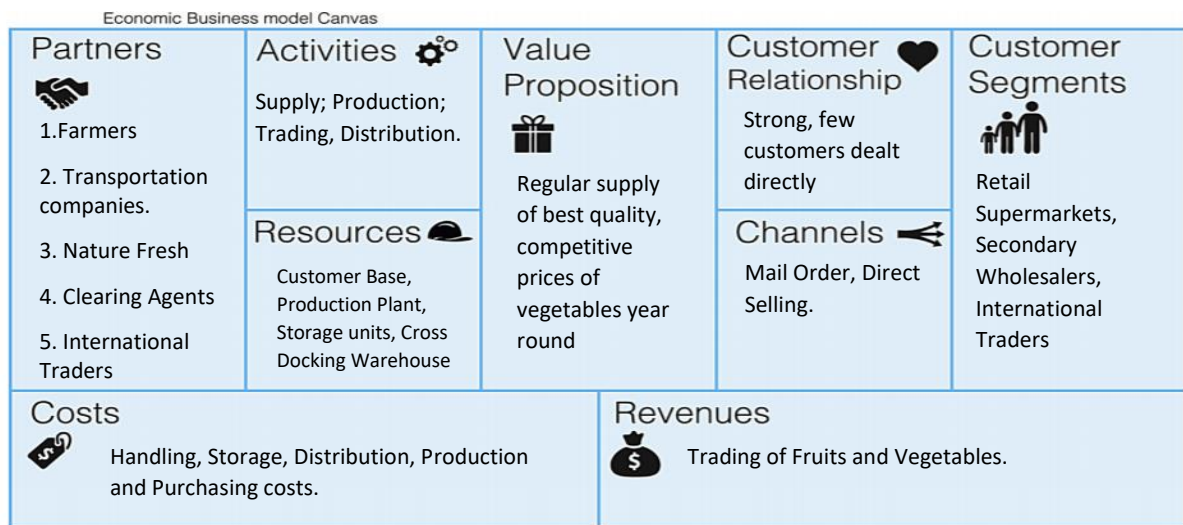 Economic Business model Canvas
Partners
1.Farmers
2. Transportation
companies.
3. Nature Fresh
4. Clearing Agents
5. International
Traders
Activities
Supply; Production;
Trading, Distribution.
Resources
Customer Base,
Production Plant,
Storage units, Cross
Docking Warehouse
Value
Proposition
Regular supply
of best quality,
competitive
prices of
vegetables year
round
Customer
Relationship
Strong, few
customers dealt
directly
Channels
Mail Order, Direct
Selling.
Customer
Segments
Retail
Supermarkets,
Secondary
Wholesalers,
International
Traders
Costs
$
Handling, Storage, Distribution, Production
and Purchasing costs.
Revenues
$
Trading of Fruits and Vegetables.